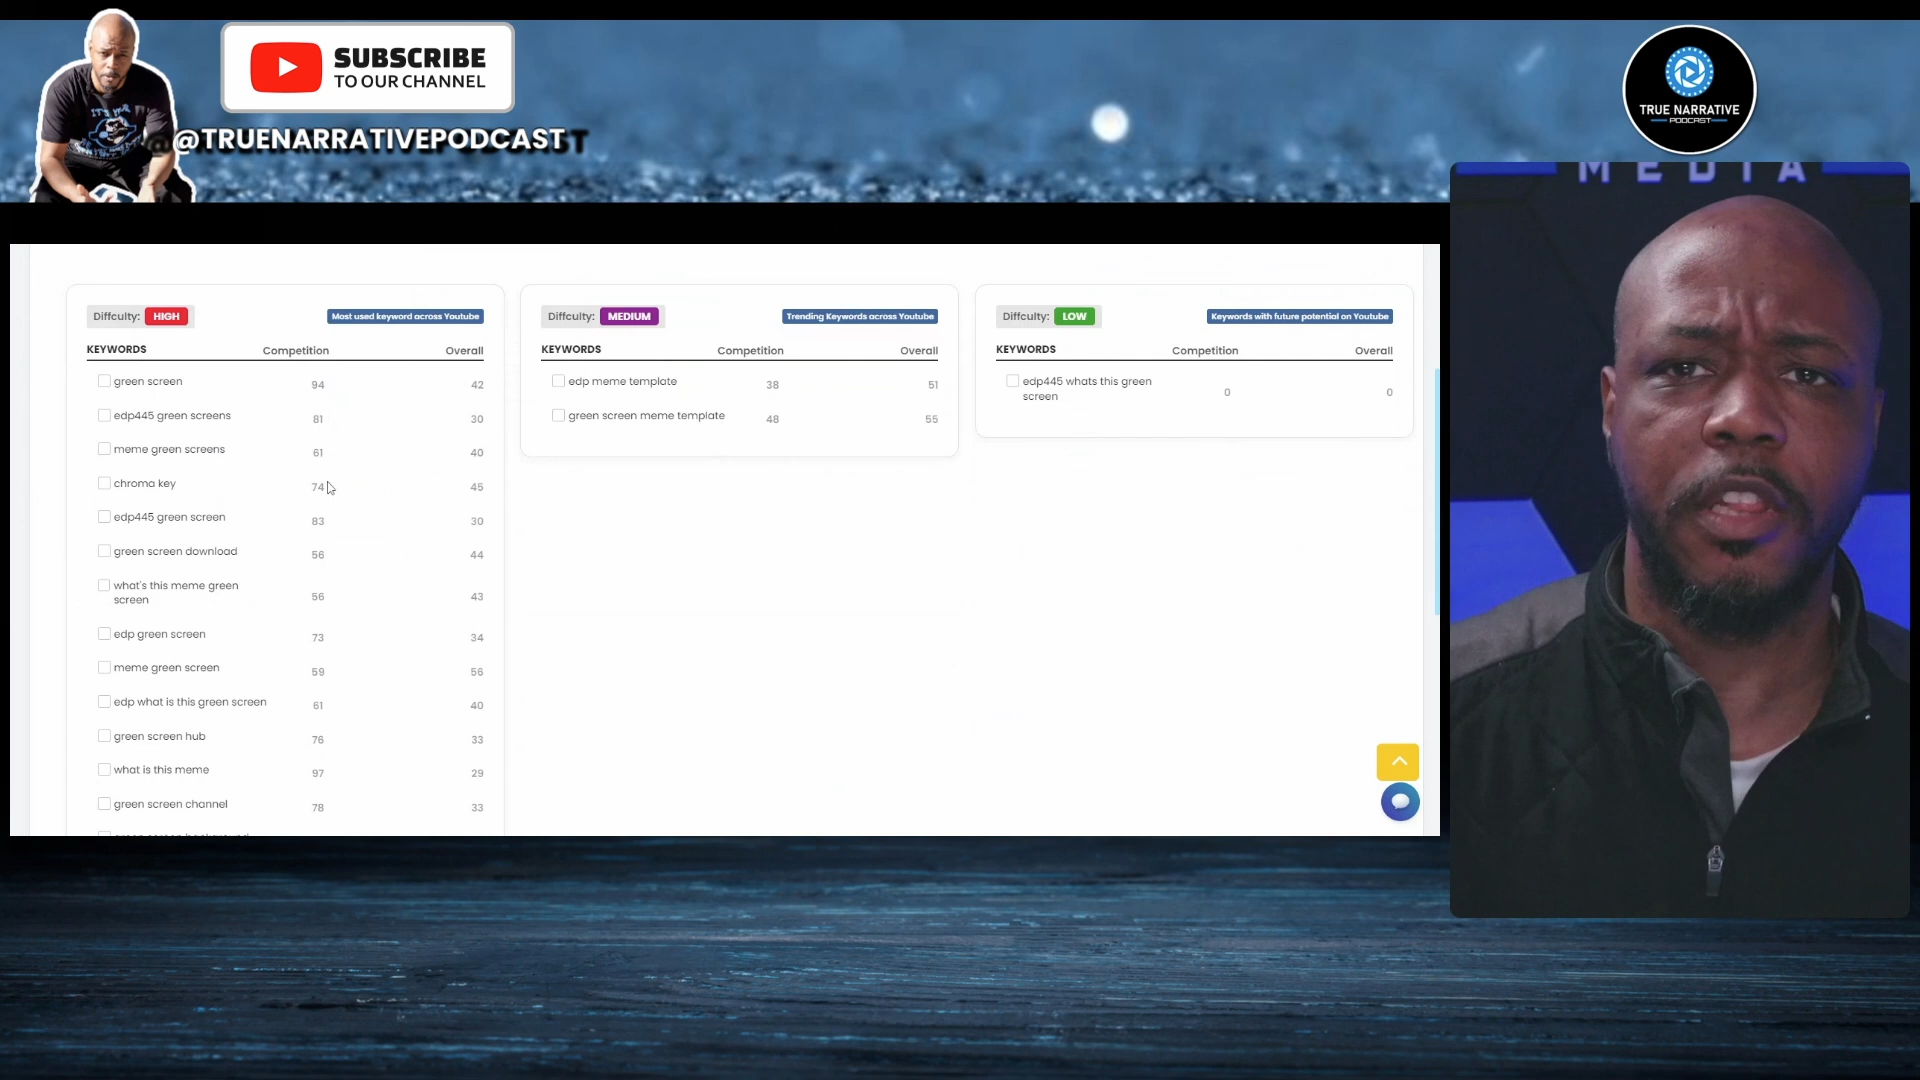 SUBSCRIBE
TO OUR CHANNEL
@TRUENARRATIVEPODCAST
IT'S YOUR
TRUE NARRATIVE
PODCAST
MEDIA
Diffculty: HIGH
Most used keyword across Youtube
KEYWORDS Competition Overall
green screen 94 42
edp445 green screens 81 30
meme green screens 61 40
chroma key 74 45
edp445 green screen 83 30
green screen download 56 44
what's this meme green
screen 56 43
edp green screen 73 34
meme green screen 59 56
edp what is this green screen 61 40
green screen hub 76 33
what is this meme 97 29
green screen channel 78 33
green screen background
Diffculty: MEDIUM
Trending Keywords across Youtube
KEYWORDS Competition Overall
edp meme template 38 51
green screen meme template 48 55
Diffculty: LOW
Keywords with future potential on Youtube
KEYWORDS Competition Overall
edp445 whats this green
screen 0 0